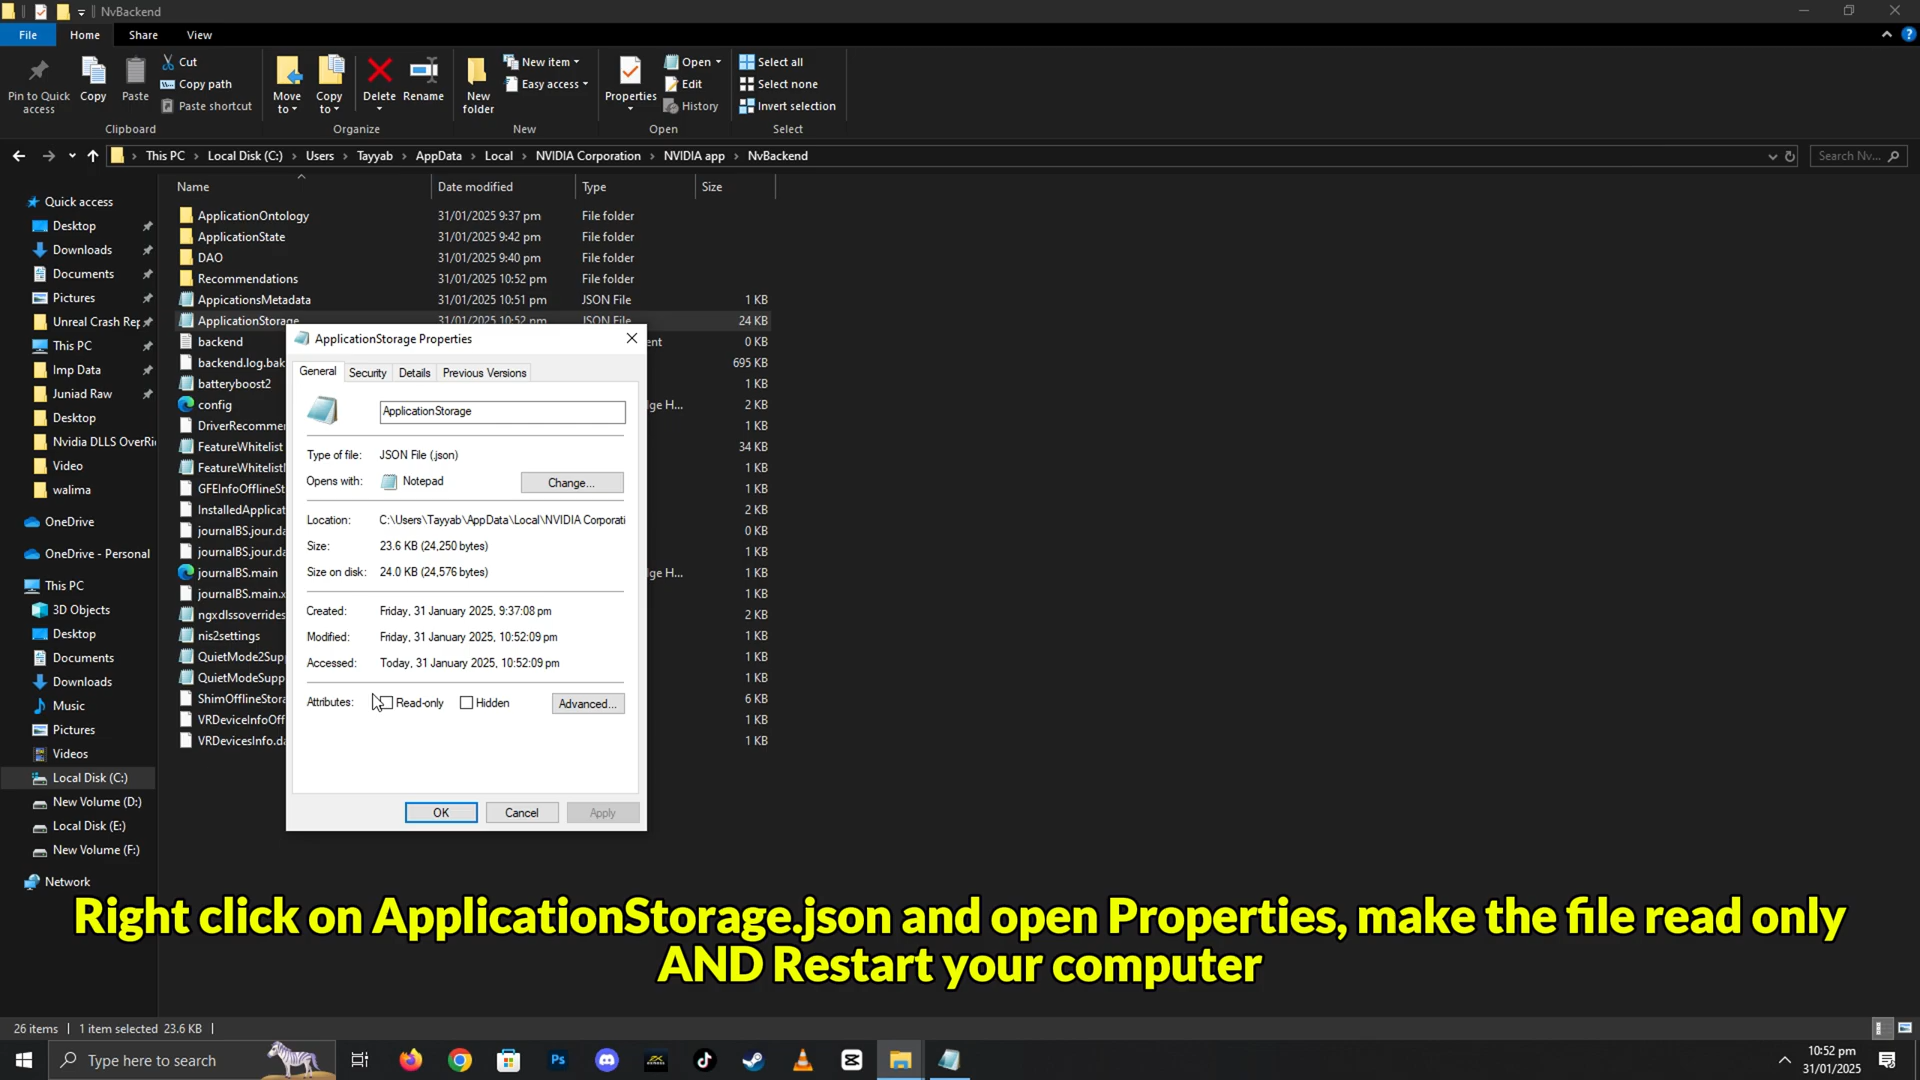 NvBackend
File Home Share View
Pin to Quick access
Copy
Paste
Cut
Copy path
Paste shortcut
Clipboard
Move to
Copy to
Delete
Rename
Organize
New folder
New item
Easy access
New
Properties
Open
Edit
History
Open
Select all
Select none
Invert selection
Select
This PC Local Disk (C:) Users Tayyab AppData Local NVIDIA Corporation NVIDIA app NvBackend
Search Nv...
Name Date modified Type Size
Quick access
Desktop
Downloads
Documents
Pictures
Unreal Crash Rep
This PC
Imp Data
Juniad Raw
Desktop
Nvidia DLLS OverRi
Video
walima
OneDrive
OneDrive - Personal
This PC
3D Objects
Desktop
Documents
Downloads
Music
Pictures
Videos
Local Disk (C:)
New Volume (D:)
Local Disk (E:)
New Volume (F:)
Network
ApplicationOntology 31/01/2025 9:37 pm File folder
ApplicationState 31/01/2025 9:42 pm File folder
DAO 31/01/2025 9:40 pm File folder
Recommendations 31/01/2025 10:52 pm File folder
AppicationsMetadata 31/01/2025 10:51 pm JSON File 1 KB
ApplicationStorage 31/01/2025 10:52 pm JSON File 24 KB
backend ent 0 KB
backend.log.bak 695 KB
batteryboost2 1 KB
config ge H... 2 KB
DriverRecommer 1 KB
FeatureWhitelist 34 KB
FeatureWhitelist 1 KB
GFEInfoOfflineSt 1 KB
InstalledApplicat 2 KB
journalBS.jour.da 0 KB
journalBS.jour.da 1 KB
journalBS.main ge H... 1 KB
journalBS.main.x 1 KB
ngxdlssoverrides 2 KB
nis2settings 1 KB
QuietMode2Supp 1 KB
QuietModeSupp 1 KB
ShimOfflineStora 6 KB
VRDeviceInfoOff 1 KB
VRDevicesInfo.da 1 KB
ApplicationStorage Properties
General Security Details Previous Versions
ApplicationStorage
Type of file: JSON File (.json)
Opens with: Notepad Change...
Location: C:\Users\Tayyab\AppData\Local\NVIDIA Corporati
Size: 23.6 KB (24,250 bytes)
Size on disk: 24.0 KB (24,576 bytes)
Created: Friday, 31 January 2025, 9:37:08 pm
Modified: Friday, 31 January 2025, 10:52:09 pm
Accessed: Today, 31 January 2025, 10:52:09 pm
Attributes: Read-only Hidden Advanced...
OK Cancel Apply
Right click on ApplicationStorage.json and open Properties, make the file read only
AND Restart your computer
26 items 1 item selected 23.6 KB
Type here to search
Ps
10:52 pm
31/01/2025